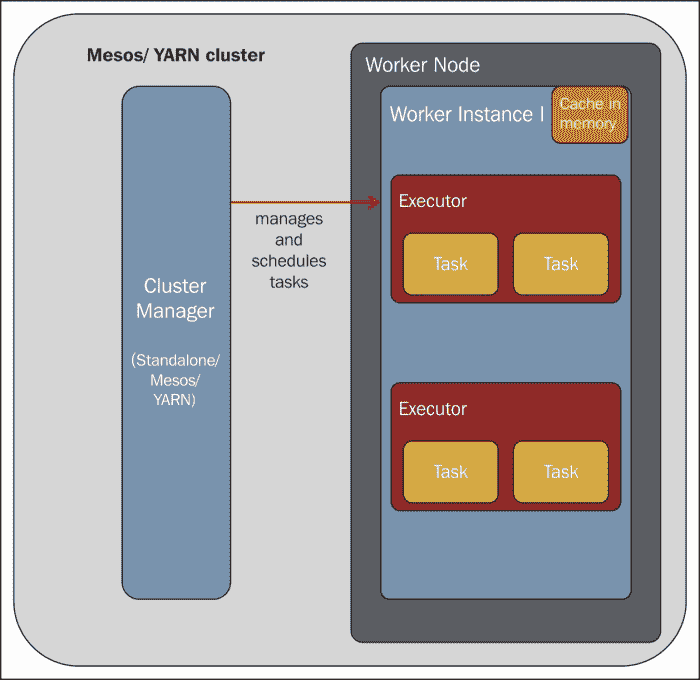 Mesos/ YARN cluster
Worker Node
Worker Instance I
Cache in
memory
Executor
Task
Task
manages
and
schedules
tasks
Cluster
Manager
(Standalone/
Mesos/
YARN)
Executor
Task
Task